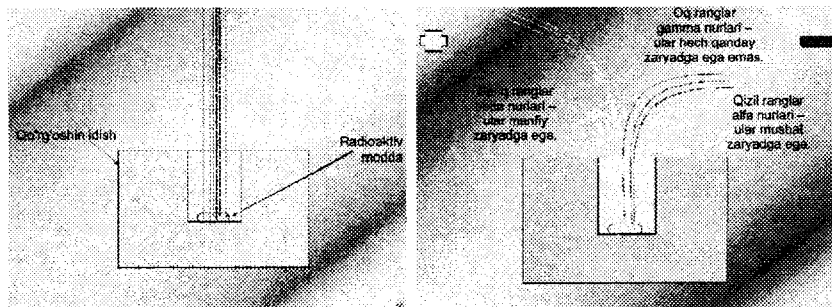 Qo'rg'oshin idish
Radioaktiv
modda
Oq ranglar
gamma nurlari –
ular hech qanday
zaryadga ega emas.
ranglar
nurlari –
ular manfiy
zaryadga ega.
Qizil ranglar
alfa nurlari –
ular musbat
zaryadga ega.